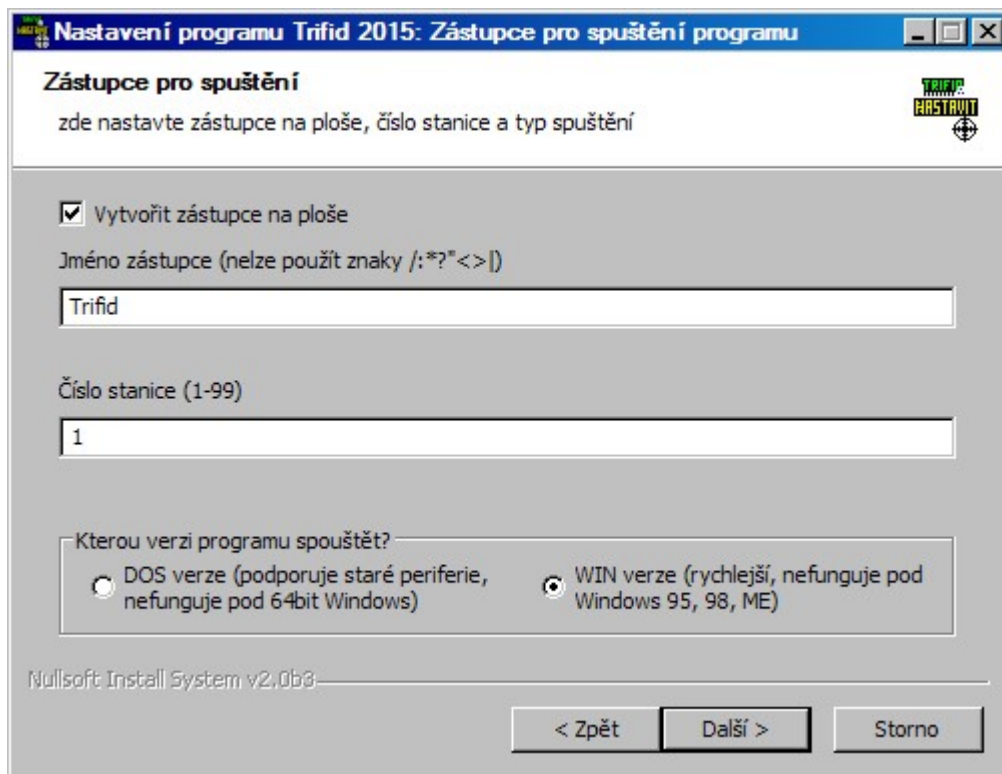 Nastavení programu Trifid 2015: Zástupce pro spuštění programu
Zástupce pro spuštění
zde nastavte zástupce na ploše, číslo stanice a typ spuštění
TRIFID
NASTAVIT
Vytvořit zástupce na ploše
Jméno zástupce (nelze použít znaky /:*?"<>|)
Trifid
Číslo stanice (1-99)
1
Kterou verzi programu spouštět?
DOS verze (podporuje staré periferie,
nefunguje pod 64bit Windows)
WIN verze (rychlejší, nefunguje pod
Windows 95, 98, ME)
Nullsoft Install System v2.0b3
< Zpět
Další >
Storno